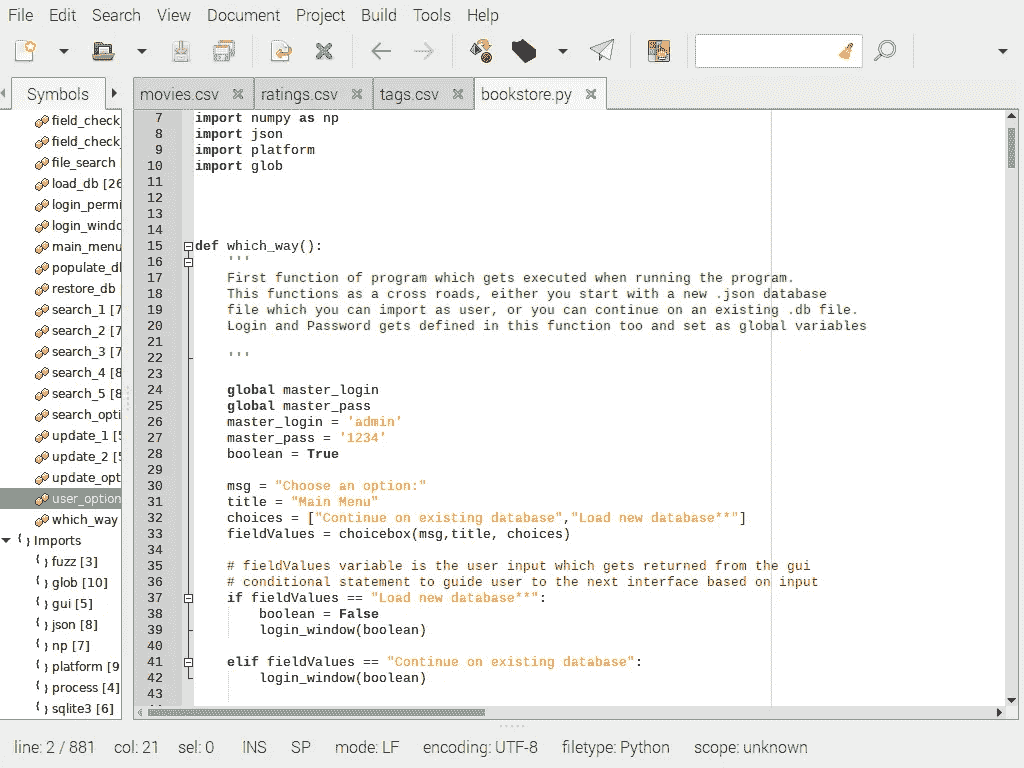 File Edit Search View Document Project Build Tools Help
Symbols
movies.csv ratings.csv tags.csv bookstore.py
field_check
field_check
file_search
load_db [26
login_permi
login_windo
main_menu
populate_d
restore_db
search_1 [7
search_2 [7
search_3 [7
search_4 [8
search_5 [8
search_opti
update_1 [5
update_2 [5
update_opt
user_option
which_way
Imports
fuzz [3]
glob [10]
gui [5]
json [8]
np [7]
platform [9
process [4]
sqlite3 [6]
7 import numpy as np
8 import json
9 import platform
10 import glob
11
12
13
14
15 def which_way():
16 '''
17 First function of program which gets executed when running the program.
18 This functions as a cross roads, either you start with a new .json database
19 file which you can import as user, or you can continue on an existing .db file.
20 Login and Password gets defined in this function too and set as global variables
21
22 '''
23
24 global master_login
25 global master_pass
26 master_login = 'admin'
27 master_pass = '1234'
28 boolean = True
29
30 msg = "Choose an option:"
31 title = "Main Menu"
32 choices = ["Continue on existing database","Load new database**"]
33 fieldValues = choicebox(msg,title, choices)
34
35 # fieldValues variable is the user input which gets returned from the gui
36 # conditional statement to guide user to the next interface based on input
37 if fieldValues == "Load new database**":
38 boolean = False
39 login_window(boolean)
40
41 elif fieldValues == "Continue on existing database":
42 login_window(boolean)
43
line: 2 / 881 col: 21 sel: 0 INS SP mode: LF encoding: UTF-8 filetype: Python scope: unknown